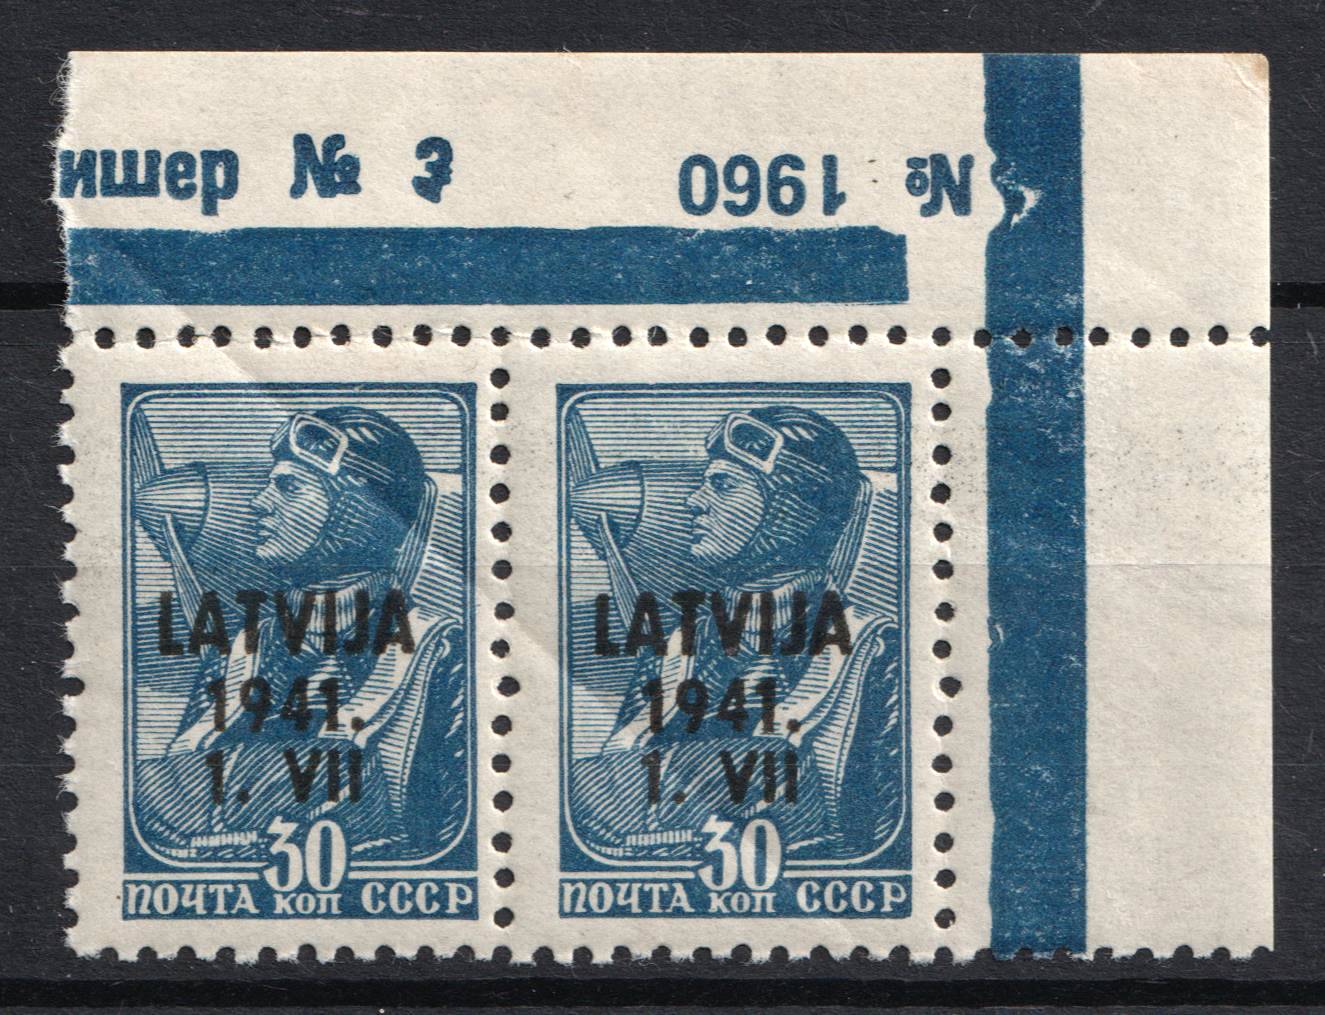 ишер № 3 № 1960
LATVIJA
1941.
1. VII
30
ПОЧТА КОП СССР
LATVIJA
1941.
1. VII
30
ПОЧТА КОП СССР